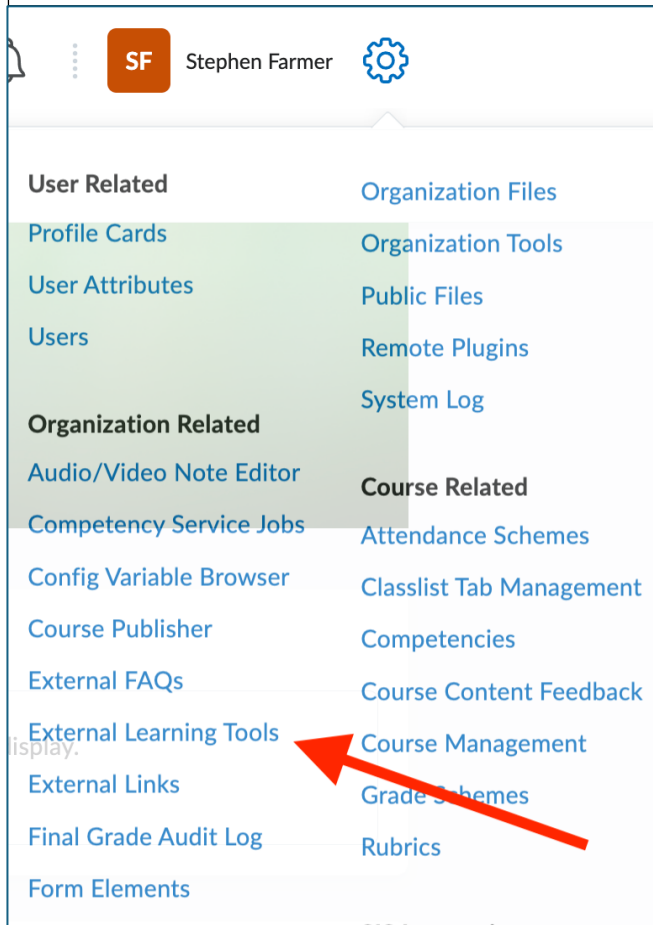 SF Stephen Farmer
User Related
Profile Cards
User Attributes
Users
Organization Related
Audio/Video Note Editor
Competency Service Jobs
Config Variable Browser
Course Publisher
External FAQs
External Learning Tools
display.
External Links
Final Grade Audit Log
Form Elements
Organization Files
Organization Tools
Public Files
Remote Plugins
System Log
Course Related
Attendance Schemes
Classlist Tab Management
Competencies
Course Content Feedback
Course Management
Grade Schemes
Rubrics